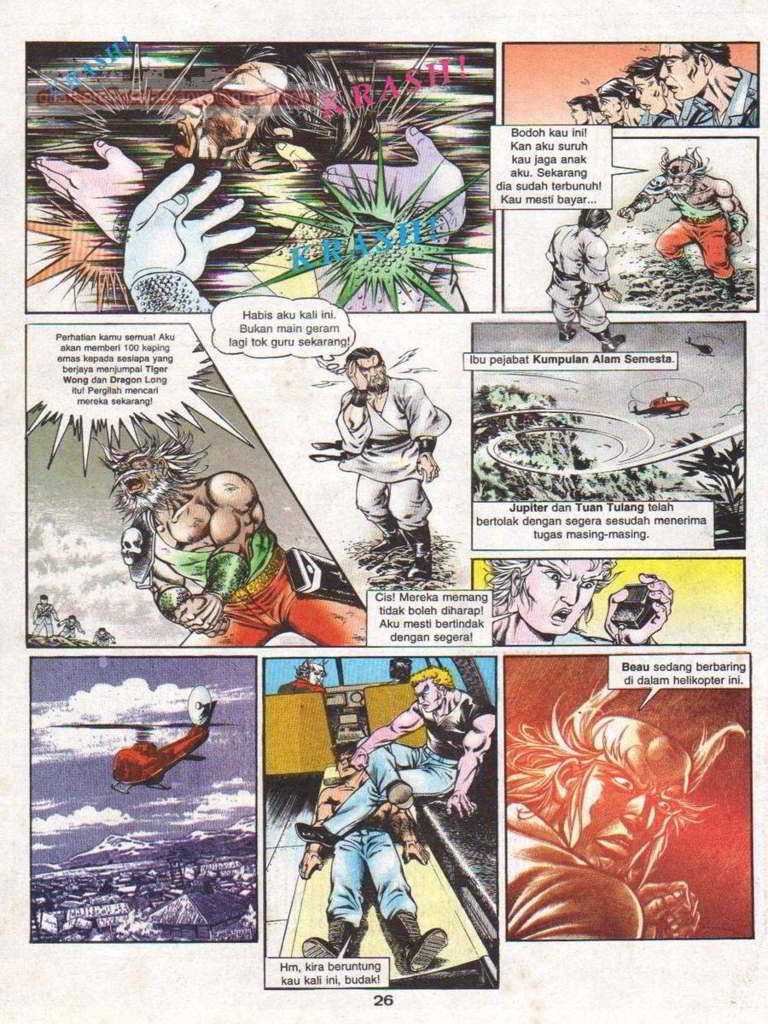 KRASH!
KRASH!
KRASH!
Bodoh kau ini!
Kan aku suruh
kau jaga anak
aku. Sekarang
dia sudah terbunuh!
Kau mesti bayar...
Perhatian kamu semua! Aku
akan memberi 100 keping
emas kepada sesiapa yang
berjaya menjumpai Tiger
Wong dan Dragon Long
itu! Pergilah mencari
mereka sekarang!
Habis aku kali ini.
Bukan main geram
lagi tok guru sekarang!
Ibu pejabat Kumpulan Alam Semesta.
Jupiter dan Tuan Tulang telah
bertolak dengan segera sesudah menerima
tugas masing-masing.
Cis! Mereka memang
tidak boleh diharap!
Aku mesti bertindak
dengan segera!
Hm, kira beruntung
kau kali ini, budak!
Beau sedang berbaring
di dalam helikopter ini.
26